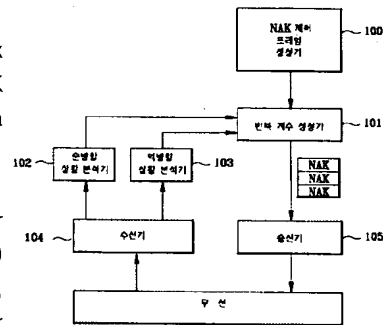 NAK 제어
프레임
생성기
100
반복 계수 생성기
101
순방향
상황 분석기
102
역방향
상황 분석기
103
NAK
NAK
NAK
수신기
104
송신기
105
무 선